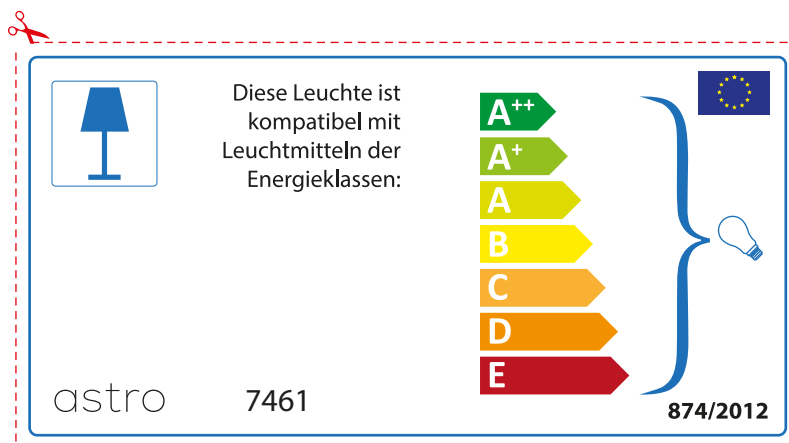 Diese Leuchte ist
kompatibel mit
Leuchtmitteln der
Energieklassen:
A++
A+
A
B
C
D
E
astro
7461
874/2012